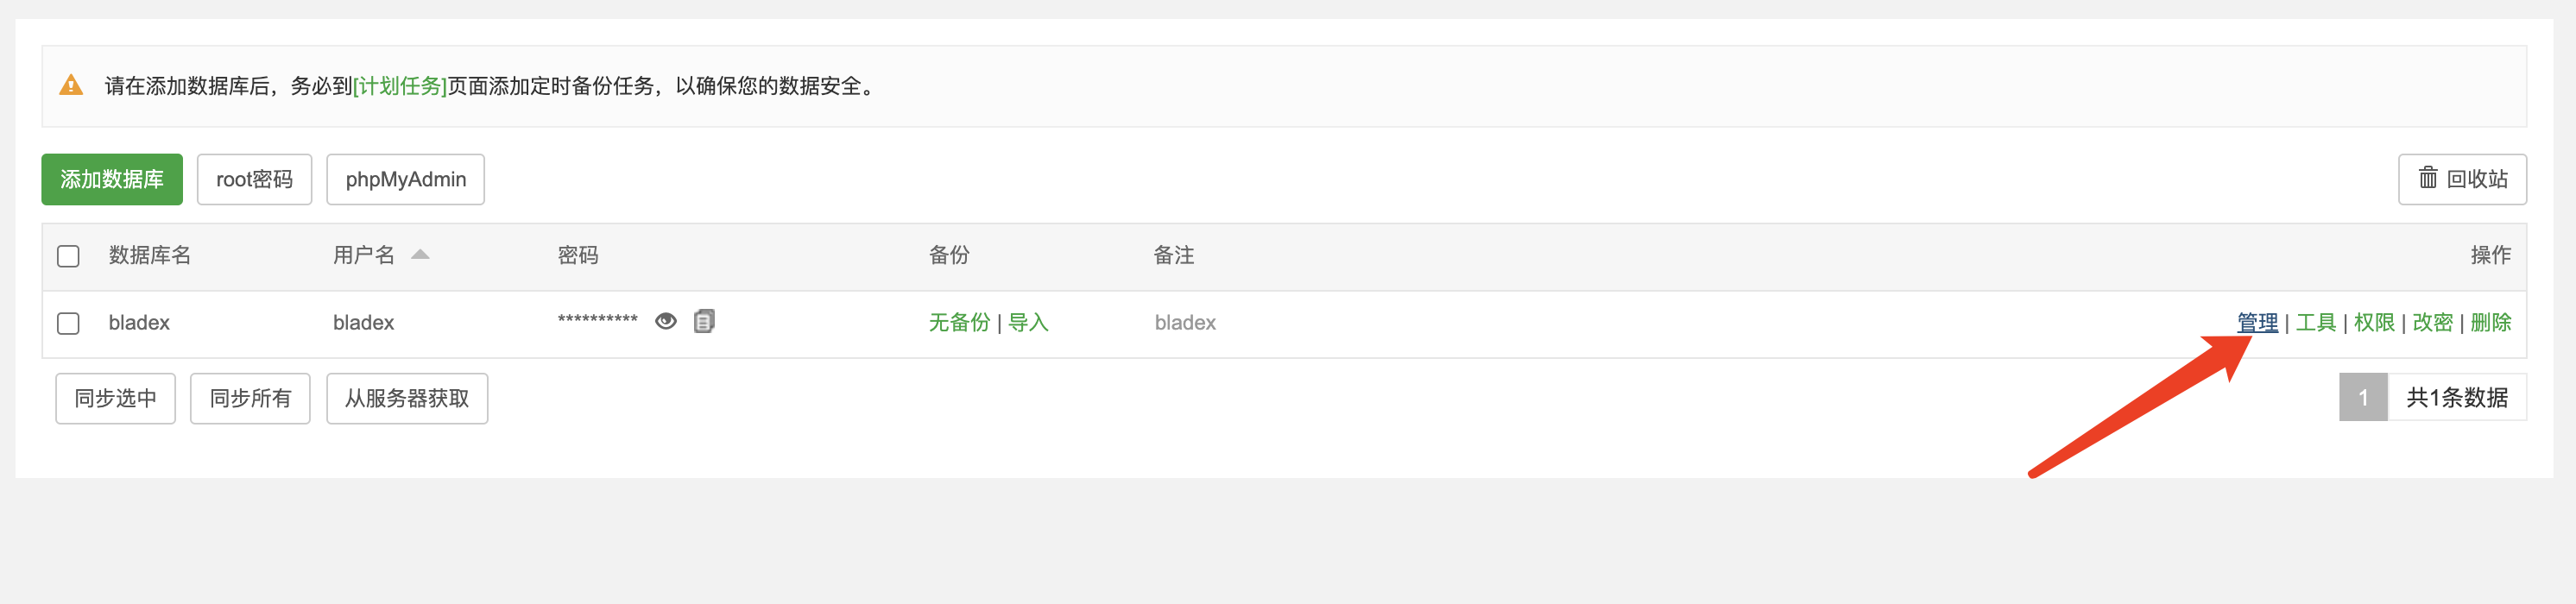 请在添加数据库后，务必到[计划任务]页面添加定时备份任务，以确保您的数据安全。
添加数据库 root密码 phpMyAdmin 回收站
数据库名 用户名 密码 备份 备注 操作
bladex bladex ********** 无备份 | 导入 bladex 管理 | 工具 | 权限 | 改密 | 删除
同步选中 同步所有 从服务器获取 1 共1条数据